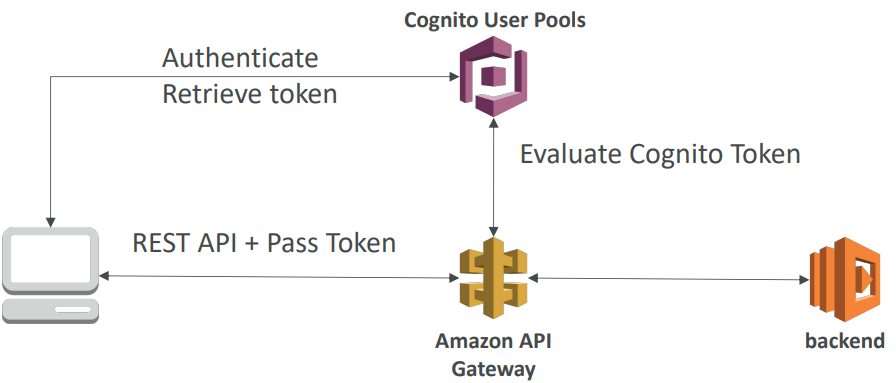 Cognito User Pools
Authenticate
Retrieve token
Evaluate Cognito Token
REST API + Pass Token
Amazon API
Gateway
backend